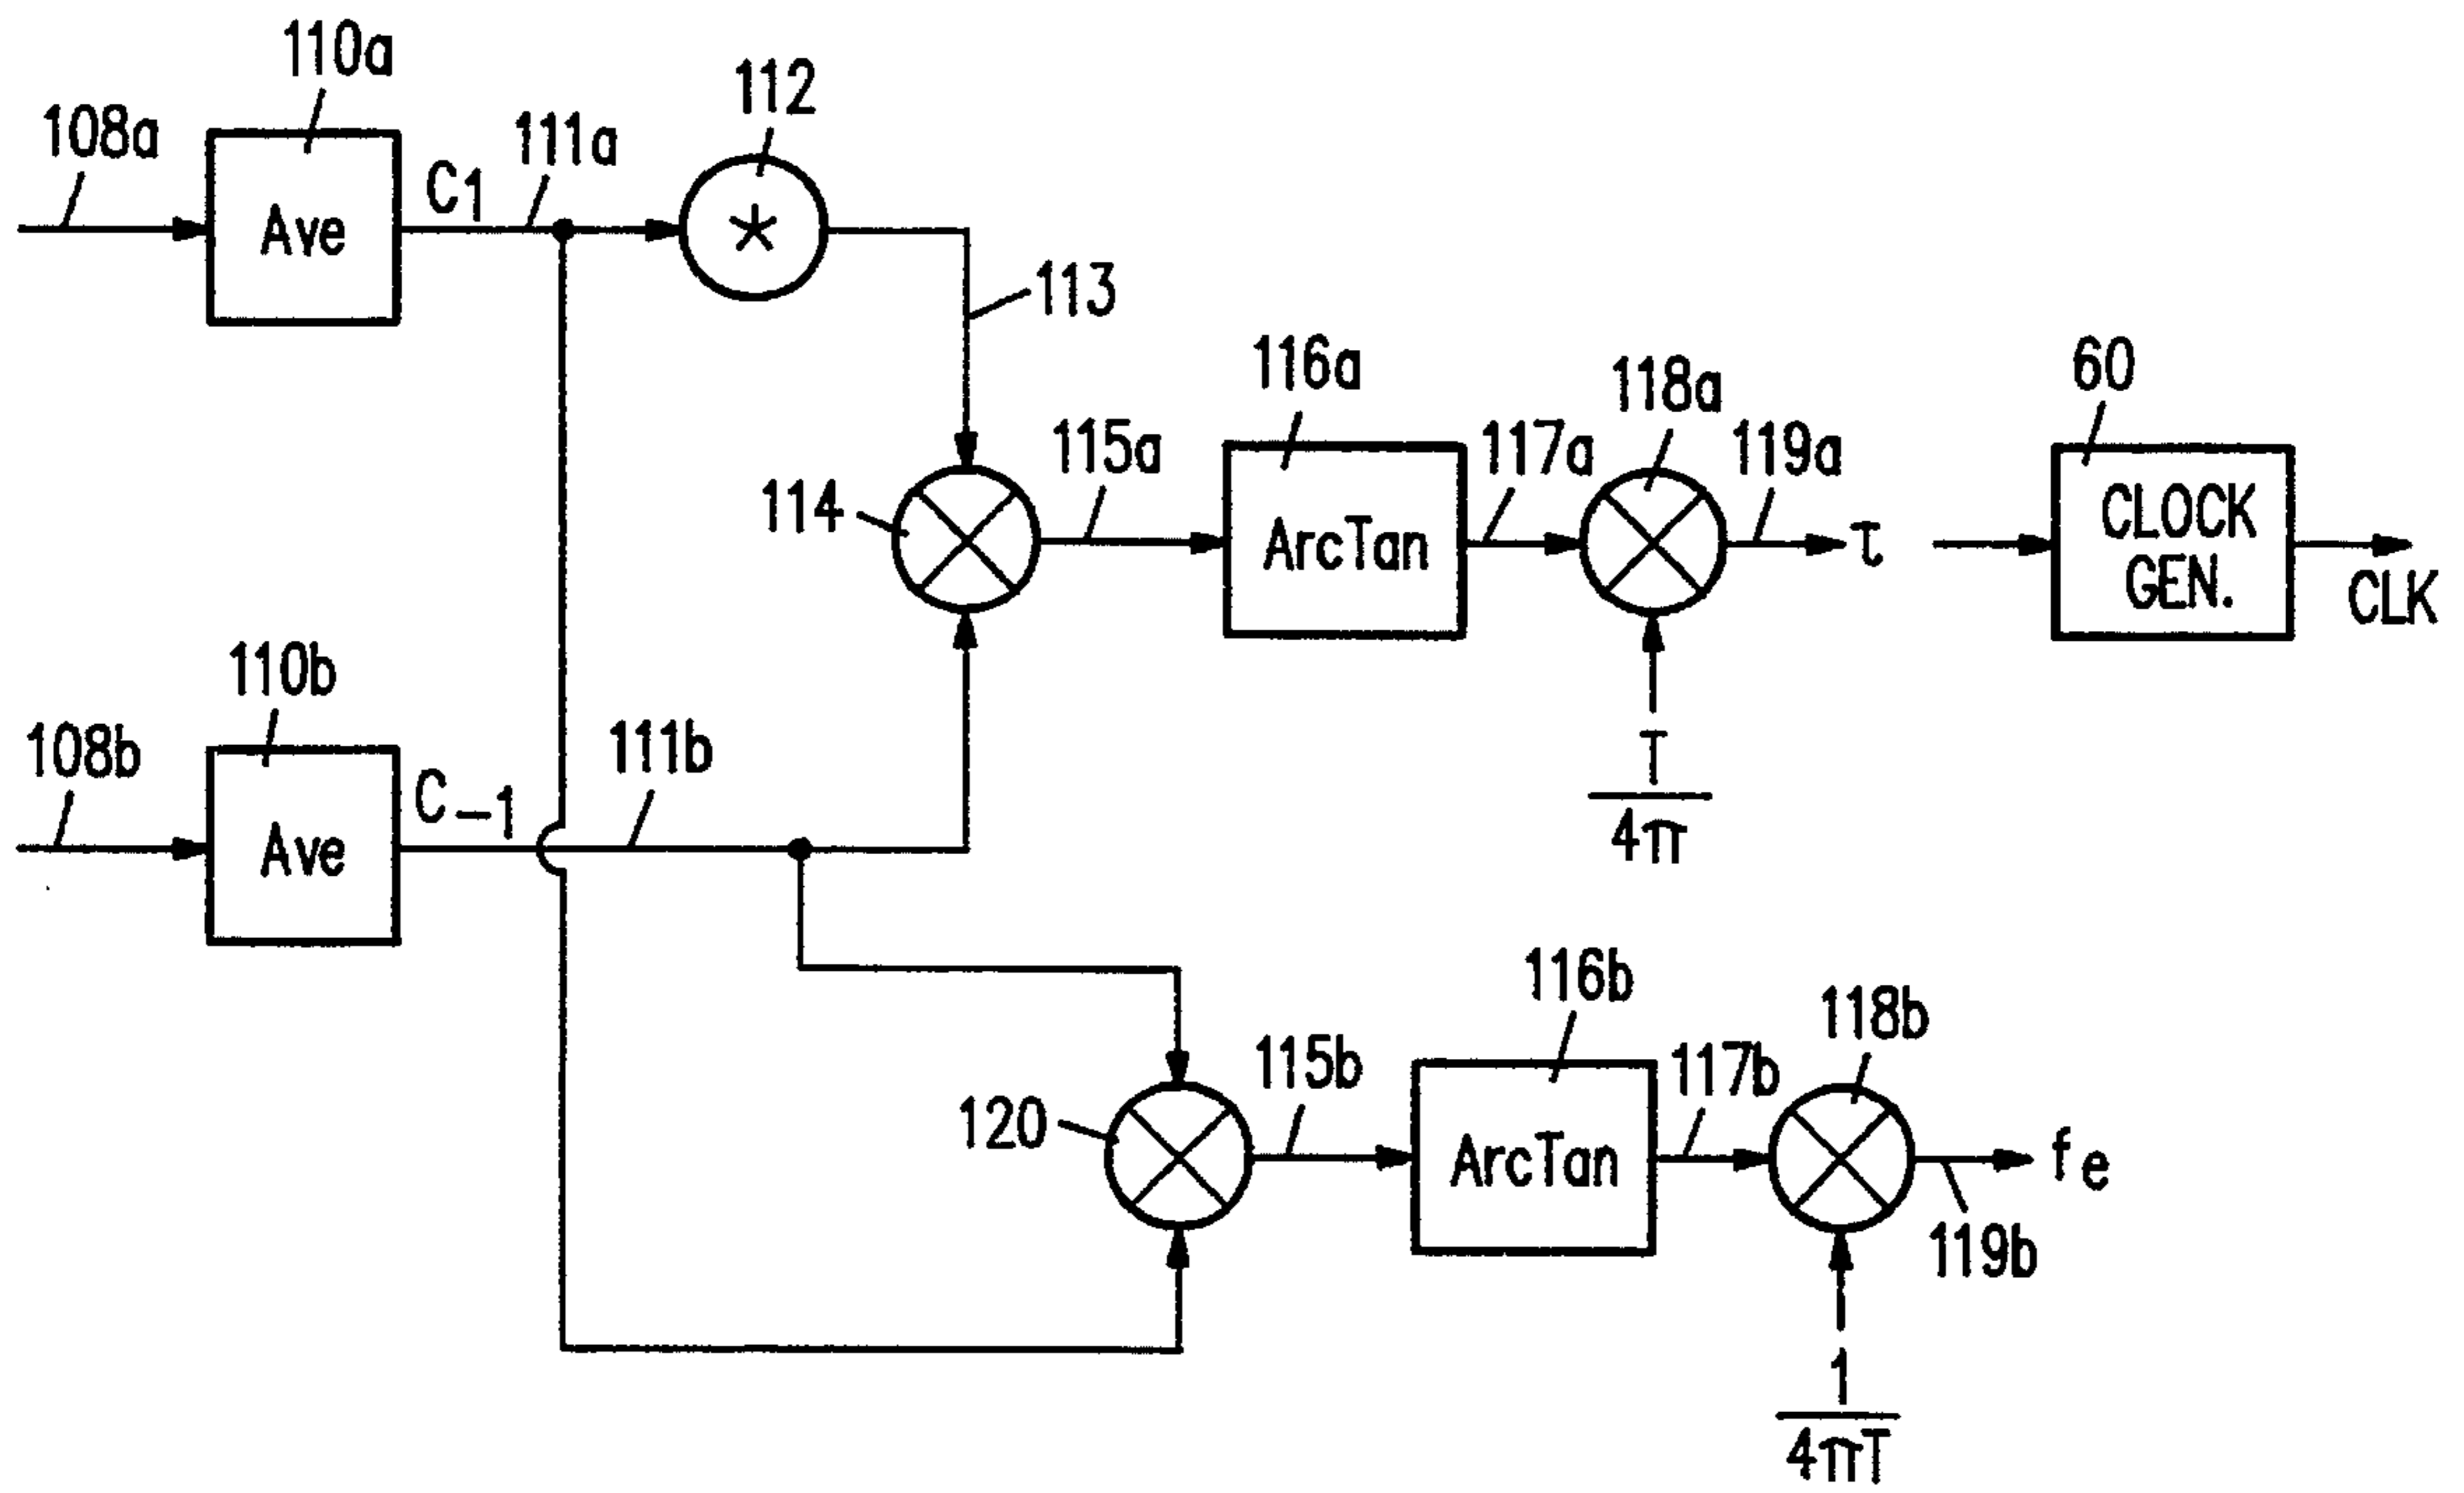 110a
112
108a
111a
C1
Ave
*
113
116a
118a
60
115a
117a
119a
114
ArcTan
τ
CLOCK
GEN.
CLK
110b
108b
111b
T
4π
C-1
Ave
116b
118b
115b
117b
120
ArcTan
fe
119b
1
4πT